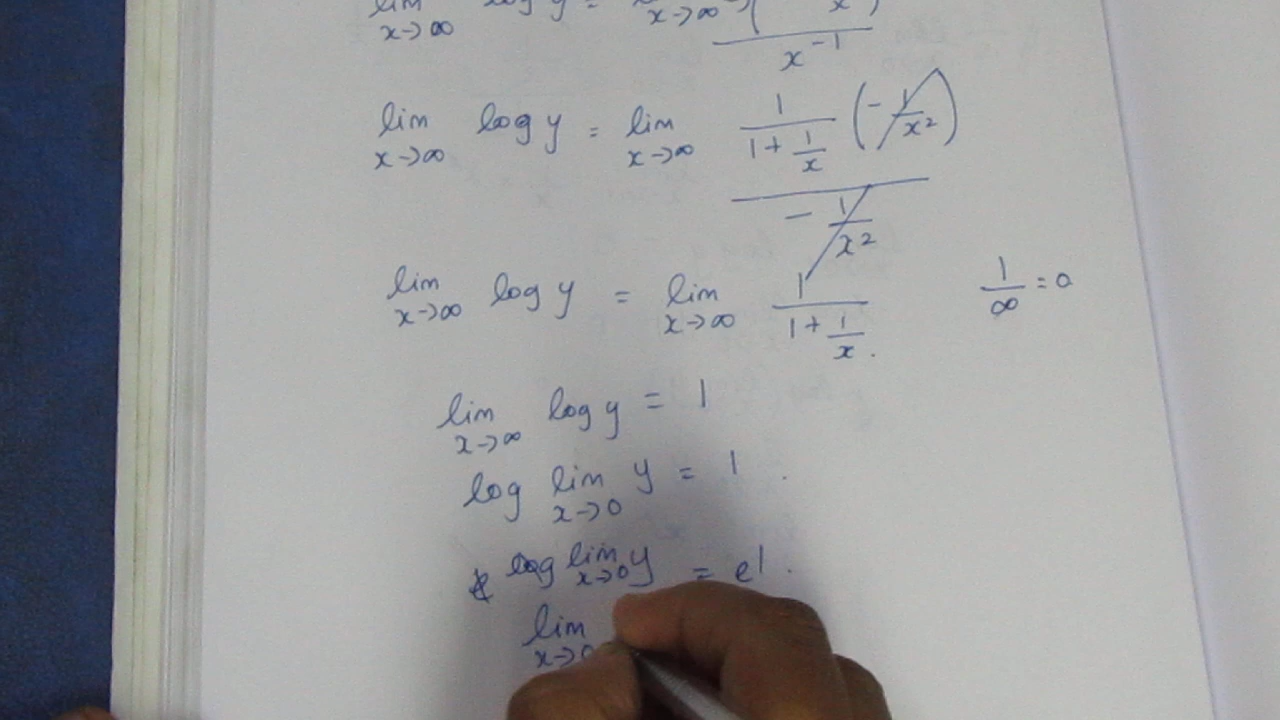 lim log y = lim
x→∞ x→∞ x
x⁻¹
lim log y = lim 1 (- 1
x→∞ x→∞ 1 + 1 x²)
x
- 1
x²
lim log y = lim 1 1 = 0
x→∞ x→∞ 1 + 1 ∞
x.
lim log y = 1
x→∞
log lim y = 1 .
x→0
log lim y = e¹.
x→0
lim
x→0